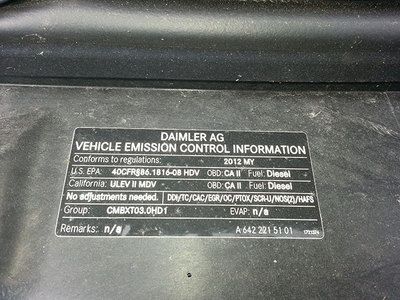 DAIMLER AG
VEHICLE EMISSION CONTROL INFORMATION
Conforms to regulations: 2012 MY
U.S. EPA: 40CFR§86.1816-08 HDV OBD: CA II Fuel: Diesel
California: ULEV II MDV OBD: CA II Fuel: Diesel
No adjustments needed. DDI/TC/CAC/EGR/OC/PTOX/SCR-U/NOS(2)/HAFS
Group: CMBXT03.0HD1 EVAP: n/a
Remarks: n/a A 642 221 51 01